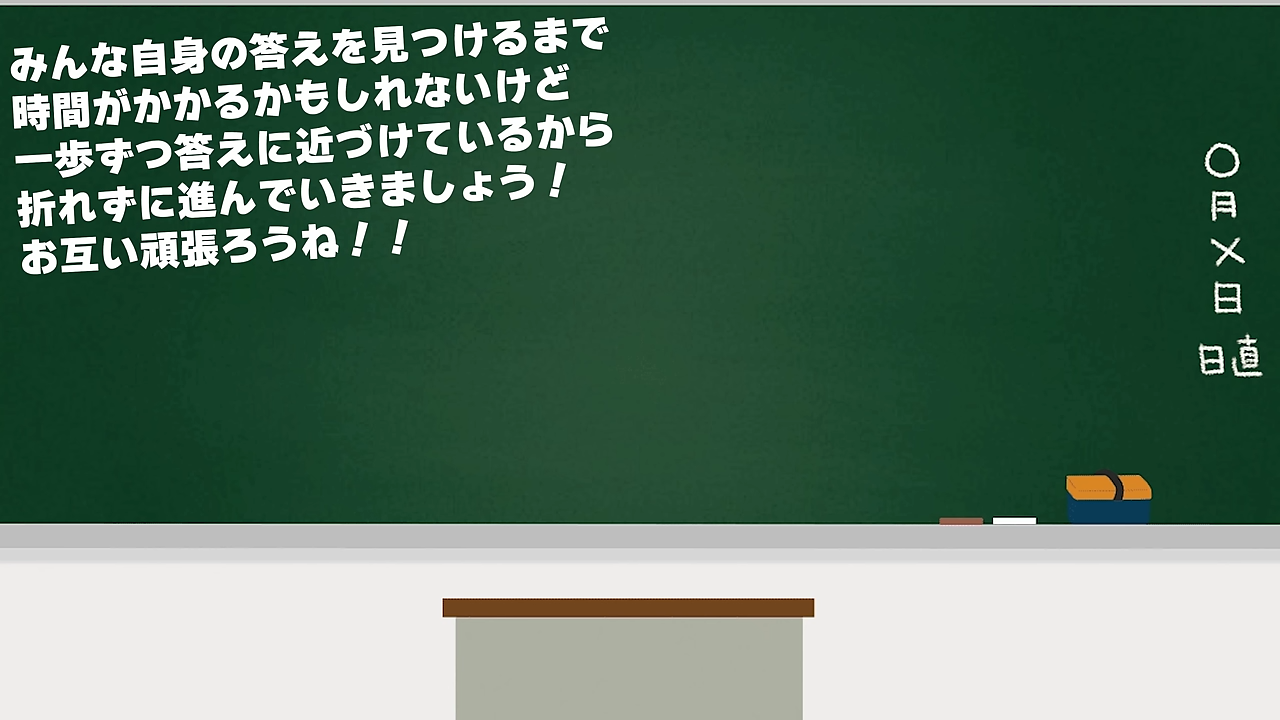 みんな自身の答えを見つけるまで
時間がかかるかもしれないけど
一歩ずつ答えに近づけているから
折れずに進んでいきましょう！
お互い頑張ろうね！！
〇月×日
日直